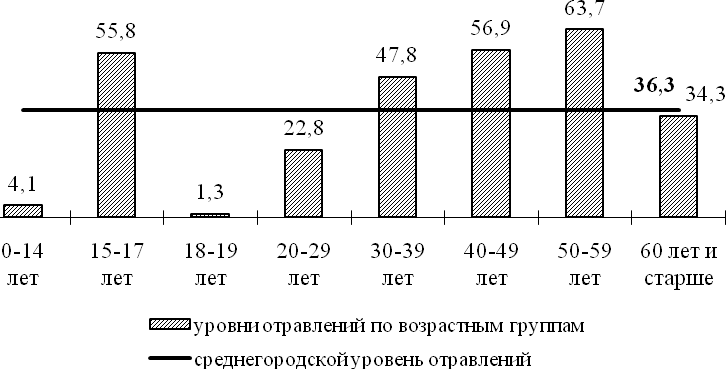 63,7
55,8
56,9
47,8
36,3 34,3
22,8
4,1
1,3
0-14 15-17 18-19 20-29 30-39 40-49 50-59 60 лет и
лет лет лет лет лет лет лет старше
уровни отравлений по возрастным группам
среднегородской уровень отравлений